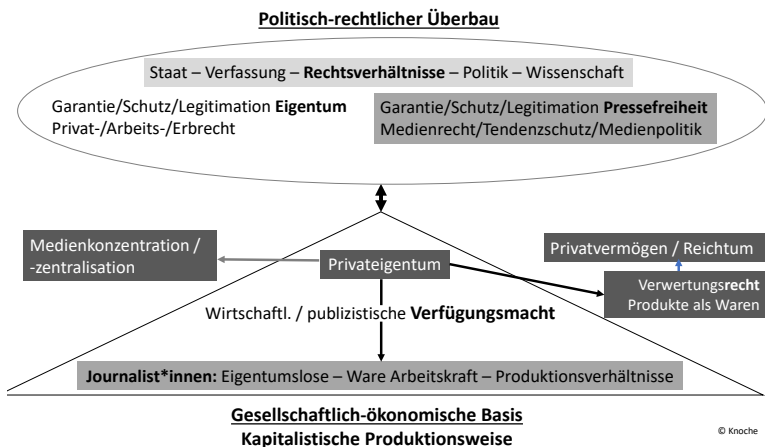 Politisch-rechtlicher Überbau
Staat – Verfassung – Rechtsverhältnisse – Politik – Wissenschaft
Garantie/Schutz/Legitimation Eigentum
Privat-/Arbeits-/Erbrecht
Garantie/Schutz/Legitimation Pressefreiheit
Medienrecht/Tendenzschutz/Medienpolitik
Medienkonzentration /
-zentralisation
Privateigentum
Privatvermögen / Reichtum
Verwertungsrecht
Produkte als Waren
Wirtschaftl. / publizistische Verfügungsmacht
Journalist*innen: Eigentumslose – Ware Arbeitskraft – Produktionsverhältnisse
Gesellschaftlich-ökonomische Basis
Kapitalistische Produktionsweise
© Knoche